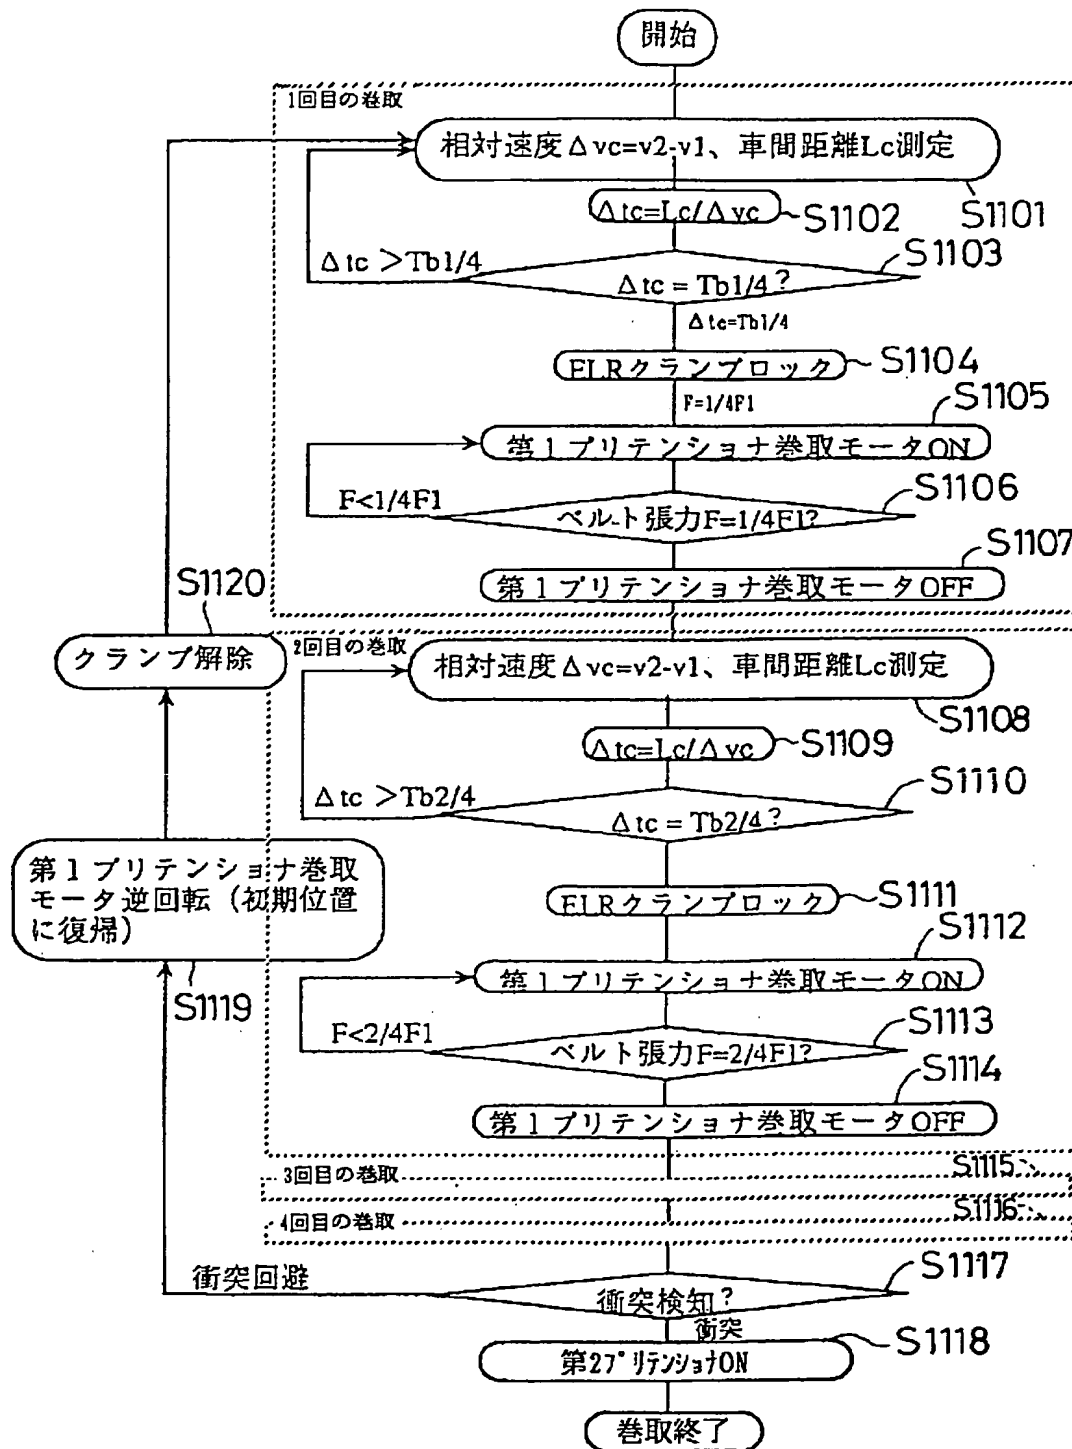 開始
1回目の巻取
相対速度Δvc=v2-v1、車間距離Lc測定
S1101
Δtc=Lc/Δvc
S1102
S1103
Δtc＞Tb1/4
Δtc=Tb1/4?
Δtc=Tb1/4
ELRクランプロック
S1104
F=1/4F1
S1105
第1プリテンショナ巻取モータON
F<1/4F1
S1106
ベルト張力F=1/4F1?
S1107
第1プリテンショナ巻取モータOFF
S1120
クランプ解除
2回目の巻取
相対速度Δvc=v2-v1、車間距離Lc測定
S1108
Δtc=Lc/Δvc
S1109
S1110
Δtc＞Tb2/4
Δtc=Tb2/4?
第1プリテンショナ巻取
モータ逆回転（初期位置
に復帰）
S1119
ELRクランプロック
S1111
S1112
第1プリテンショナ巻取モータON
F<2/4F1
S1113
ベルト張力F=2/4F1?
S1114
第1プリテンショナ巻取モータOFF
S1115
3回目の巻取
S1116
4回目の巻取
衝突回避
S1117
衝突検知?
衝突
S1118
第2ﾌﾟﾘﾃﾝｼｮﾅON
巻取終了